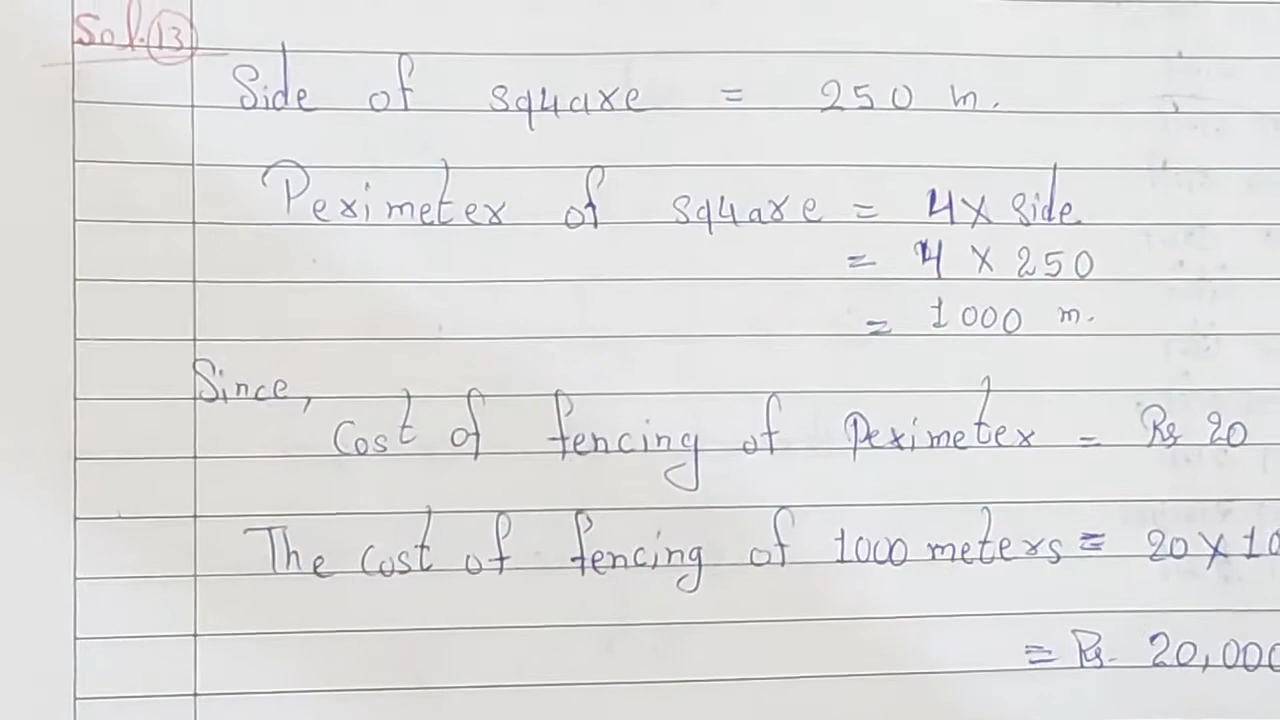 Sol. 13
Side of square = 250 m.
Perimeter of square = 4 × side
= 4 × 250
= 1000 m.
Since,
Cost of fencing of Perimeter = Rs 20
The cost of fencing of 1000 meters = 20 × 10
= Rs. 20,000